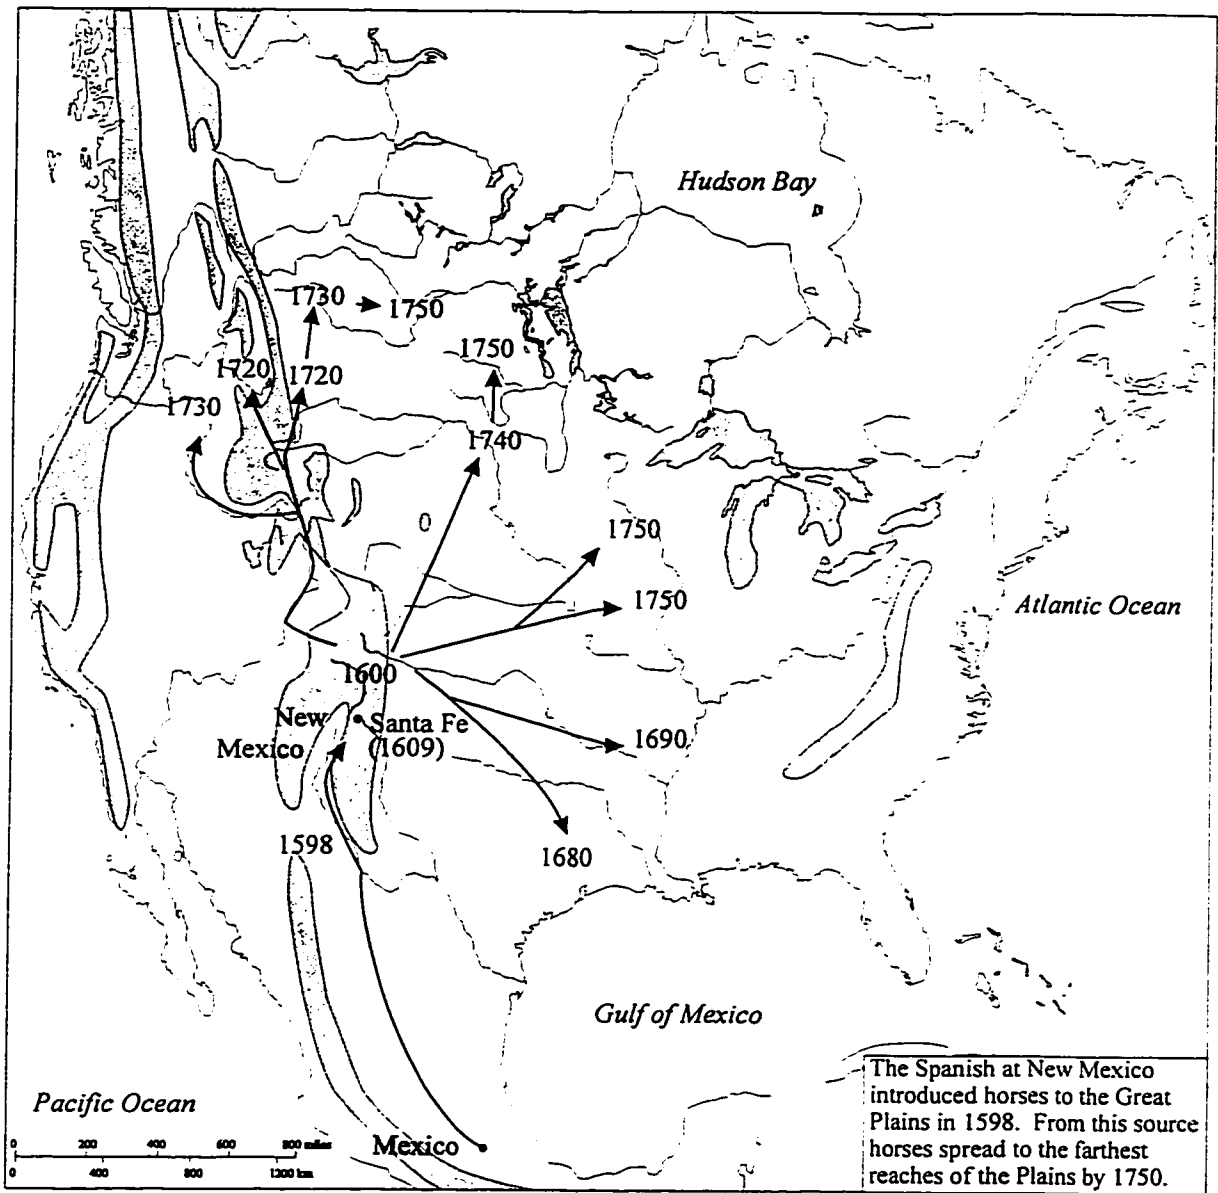 Hudson Bay
1730
1750
1750
1720
1720
1730
1740
1750
1750
Atlantic Ocean
1600
New
Mexico
Santa Fe
(1609)
1690
1598
1680
Gulf of Mexico
Pacific Ocean
0 200 400 600 800 miles
0 400 800 1200 km
Mexico
The Spanish at New Mexico
introduced horses to the Great
Plains in 1598. From this source
horses spread to the farthest
reaches of the Plains by 1750.